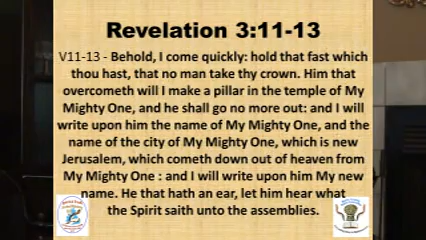 Revelation 3:11-13
V11-13 - Behold, I come quickly: hold that fast which
thou hast, that no man take thy crown. Him that
overcometh will I make a pillar in the temple of My
Mighty One, and he shall go no more out: and I will
write upon him the name of My Mighty One, and the
name of the city of My Mighty One, which is new
Jerusalem, which cometh down out of heaven from
My Mighty One : and I will write upon him My new
name. He that hath an ear, let him hear what
the Spirit saith unto the assemblies.